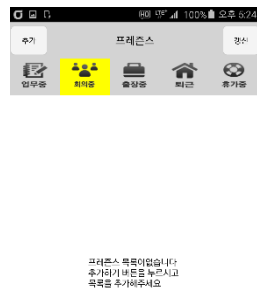 HD LTE 100% 오후 5:24
추가 프레즌스 갱신
업무중 회의중 출장중 퇴근 휴가중
프레즌스 목록이없습니다
추가하기 버튼을 누르시고
목록을 추가해주세요